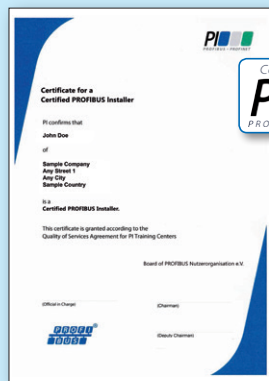 PI
PROFIBUS • PROFINET
Certificate for a
Certified PROFIBUS Installer
PI confirms that
John Doe
of
Sample Company
Any Street 1
Any City
Sample Country
is a
Certified PROFIBUS Installer.
This certificate is granted according to the
Quality of Services Agreement for PI Training Centers
Board of PROFIBUS Nutzerorganisation e.V.
(Official in Charge)
(Chairman)
(Deputy Chairman)
PROFI
BUS